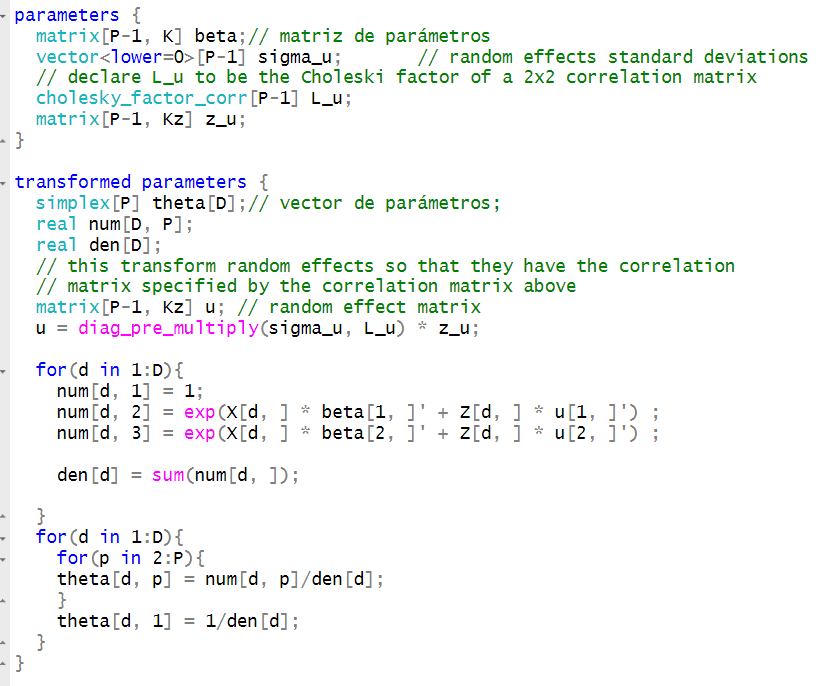 parameters {
  matrix[P-1, K] beta;// matriz de parámetros
  vector<lower=0>[P-1] sigma_u;       // random effects standard deviations
  // declare L_u to be the Choleski factor of a 2x2 correlation matrix
  cholesky_factor_corr[P-1] L_u;
  matrix[P-1, Kz] z_u;
}

transformed parameters {
  simplex[P] theta[D];// vector de parámetros;
  real num[D, P];
  real den[D];
  // this transform random effects so that they have the correlation
  // matrix specified by the correlation matrix above
  matrix[P-1, Kz] u; // random effect matrix
  u = diag_pre_multiply(sigma_u, L_u) * z_u;

  for(d in 1:D){
    num[d, 1] = 1;
    num[d, 2] = exp(X[d, ] * beta[1, ]' + Z[d, ] * u[1, ]') ;
    num[d, 3] = exp(X[d, ] * beta[2, ]' + Z[d, ] * u[2, ]') ;

    den[d] = sum(num[d, ]);

  }
  for(d in 1:D){
    for(p in 2:P){
    theta[d, p] = num[d, p]/den[d];
    }
    theta[d, 1] = 1/den[d];
  }
}